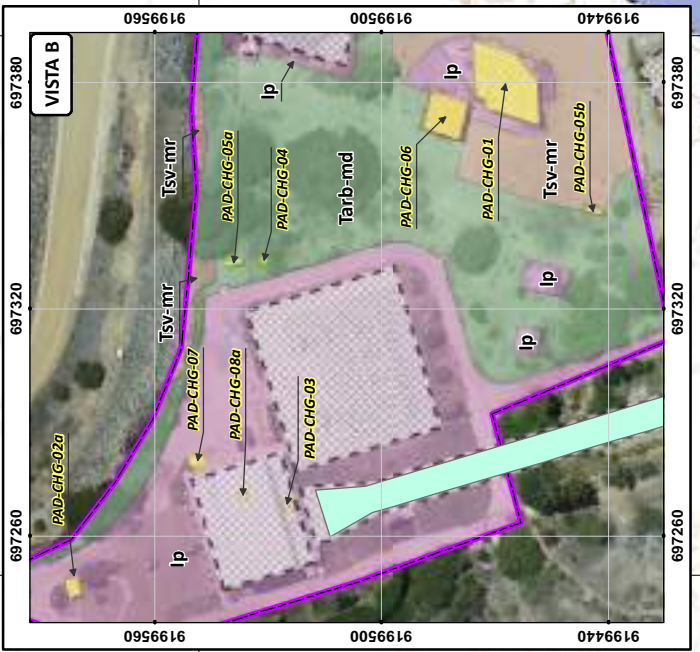 VISTA B
9199560
9199500
9199440
697380
697320
697260
697380
697320
697260
9199560
9199500
9199440
Ip
Ip
Tsv-mr
PAD-CHG-05a
PAD-CHG-04
Tarb-md
PAD-CHG-06
PAD-CHG-01
Tsv-mr
PAD-CHG-05b
Tsv-mr
Ip
Ip
PAD-CHG-07
PAD-CHG-08a
PAD-CHG-03
PAD-CHG-02a
Ip